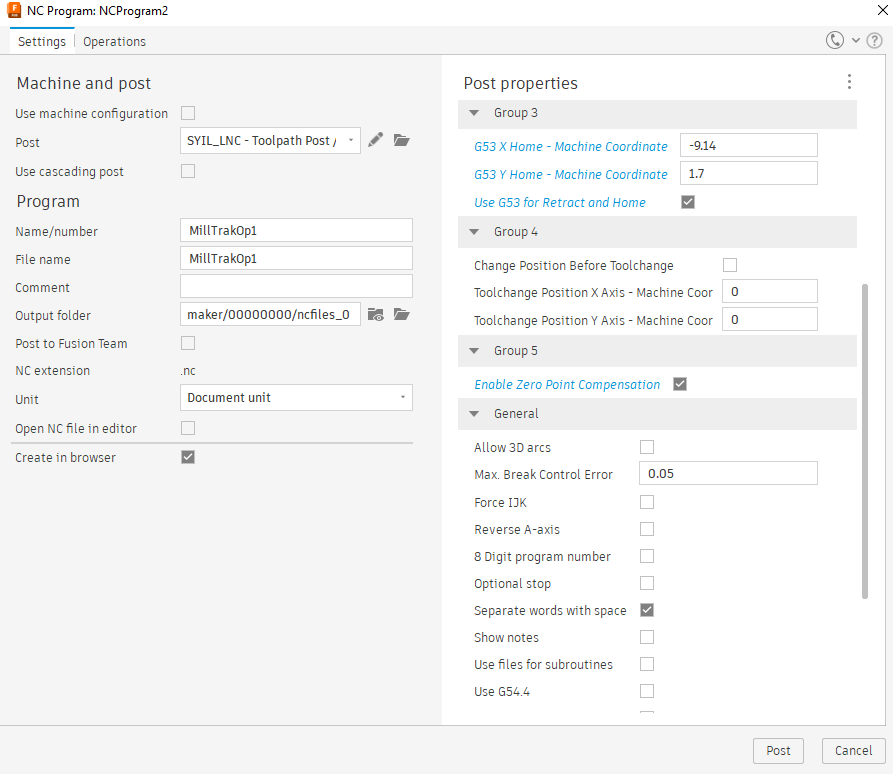 NC Program: NCProgram2
Settings
Operations
Machine and post
Use machine configuration
Post
SYIL_LNC - Toolpath Post /
Use cascading post
Program
Name/number
MillTrakOp1
File name
MillTrakOp1
Comment
Output folder
maker/00000000/ncfiles_0
Post to Fusion Team
NC extension
.nc
Unit
Document unit
Open NC file in editor
Create in browser
Post properties
Group 3
G53 X Home - Machine Coordinate
-9.14
G53 Y Home - Machine Coordinate
1.7
Use G53 for Retract and Home
Group 4
Change Position Before Toolchange
Toolchange Position X Axis - Machine Coor
0
Toolchange Position Y Axis - Machine Coor
0
Group 5
Enable Zero Point Compensation
General
Allow 3D arcs
Max. Break Control Error
0.05
Force IJK
Reverse A-axis
8 Digit program number
Optional stop
Separate words with space
Show notes
Use files for subroutines
Use G54.4
Post
Cancel